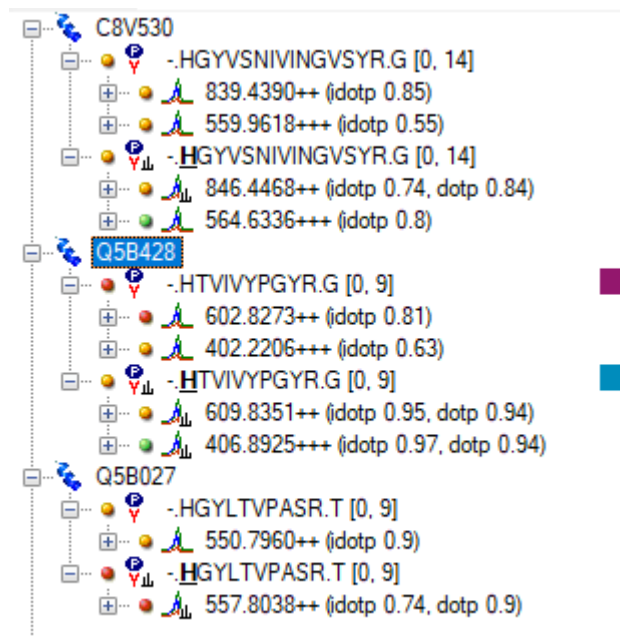 C8V530
-.HGYVSNIVINGVSYR.G [0, 14]
839.4390++ (idotp 0.85)
559.9618+++ (idotp 0.55)
-.HGYVSNIVINGVSYR.G [0, 14]
846.4468++ (idotp 0.74, dotp 0.84)
564.6336+++ (idotp 0.8)
Q5B428
-.HTVIVYPGYR.G [0, 9]
602.8273++ (idotp 0.81)
402.2206+++ (idotp 0.63)
-.HTVIVYPGYR.G [0, 9]
609.8351++ (idotp 0.95, dotp 0.94)
406.8925+++ (idotp 0.97, dotp 0.94)
Q5B027
-.HGYLTVPASR.T [0, 9]
550.7960++ (idotp 0.9)
-.HGYLTVPASR.T [0, 9]
557.8038++ (idotp 0.74, dotp 0.9)